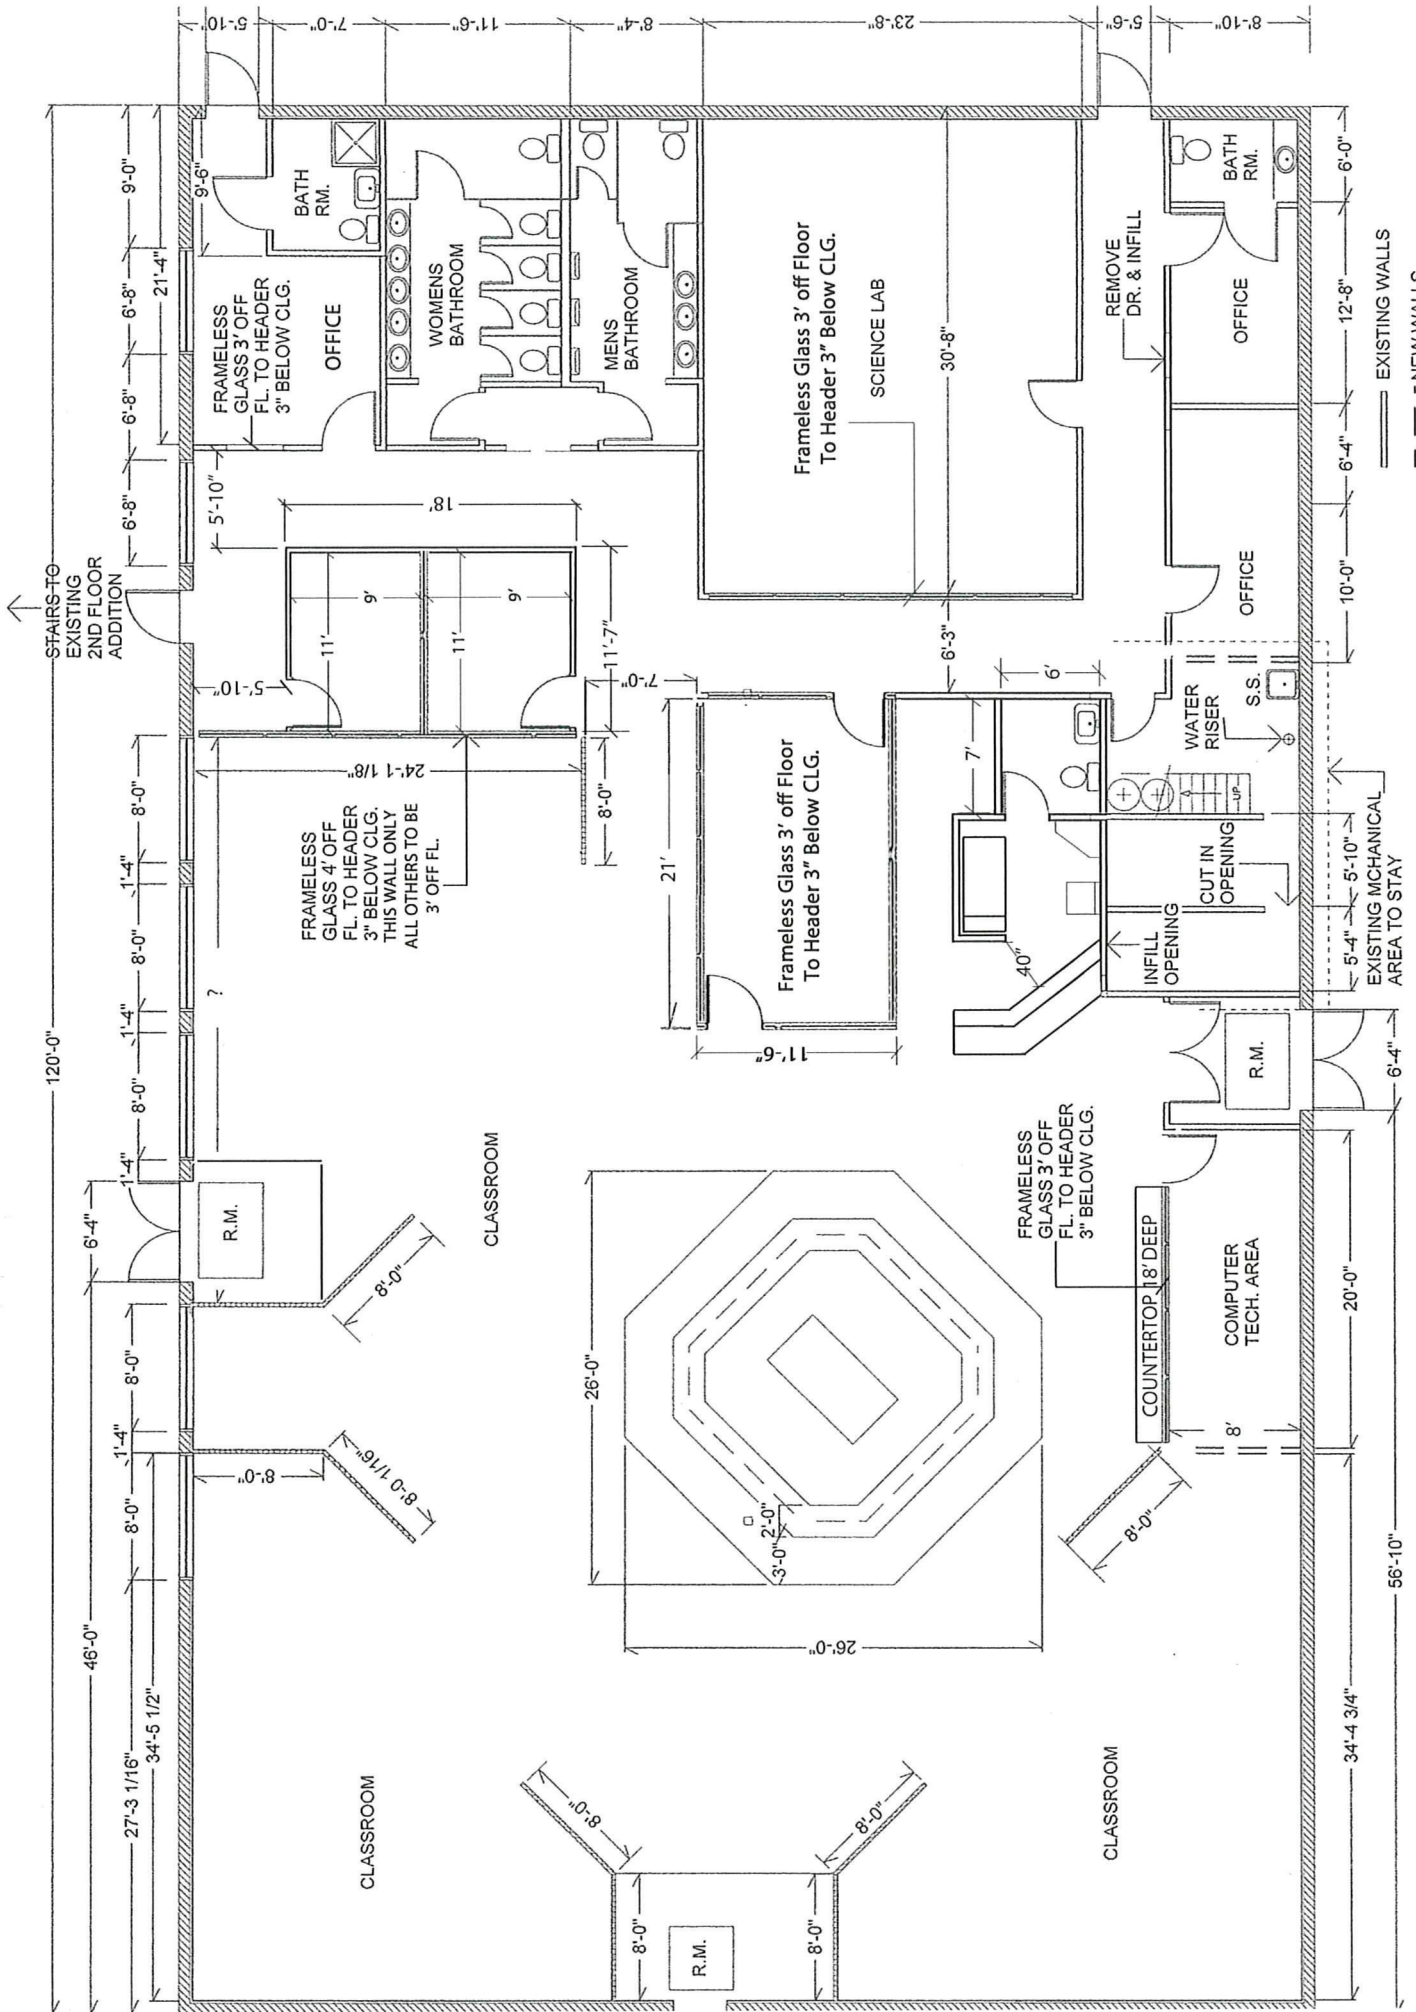 STAIRS TO
EXISTING
2ND FLOOR
ADDITION
120'-0"
9'-0"
6'-8"
6'-8"
6'-8"
21'-4"
9'-6"
5'-10"
8'-0"
1'-4"
8'-0"
1'-4"
8'-0"
1'-4"
6'-4"
46'-0"
8'-0"
1'-4"
8'-0"
27'-3 1/16"
34'-5 1/2"
5'-10"
7'-0"
11'-6"
8'-4"
23'-8"
5'-6"
8'-10"
BATH
RM.
FRAMELESS
GLASS 3' OFF
FL. TO HEADER
3" BELOW CLG.
OFFICE
WOMENS
BATHROOM
MENS
BATHROOM
Frameless Glass 3' off Floor
To Header 3" Below CLG.
SCIENCE LAB
30'-8"
REMOVE
DR. & INFILL
BATH
RM.
OFFICE
OFFICE
18'
11'
9'
11'
9'
5'-10"
11'-7"
7'-0"
6'-3"
6'
7'
24'-1 1/8"
8'-0"
FRAMELESS
GLASS 4' OFF
FL. TO HEADER
3" BELOW CLG.
THIS WALL ONLY
ALL OTHERS TO BE
3' OFF FL.
?
21'
Frameless Glass 3' off Floor
To Header 3" Below CLG.
11'-6"
40"
S.S.
WATER
RISER
UP
CUT IN
OPENING
INFILL
OPENING
EXISTING MCHANICAL
AREA TO STAY
R.M.
CLASSROOM
8'-0"
8'-0"
8'-0 1/16"
26'-0"
26'-0"
2'-0"
3'-0"
FRAMELESS
GLASS 3' OFF
FL. TO HEADER
3" BELOW CLG.
COUNTERTOP 18' DEEP
COMPUTER
TECH. AREA
R.M.
20'-0"
8'
8'-0"
CLASSROOM
8'-0"
8'-0"
8'-0"
8'-0"
R.M.
CLASSROOM
6'-0"
12'-8"
6'-4"
10'-0"
5'-10"
5'-4"
6'-4"
56'-10"
34'-4 3/4"
EXISTING WALLS
NEW WALLS